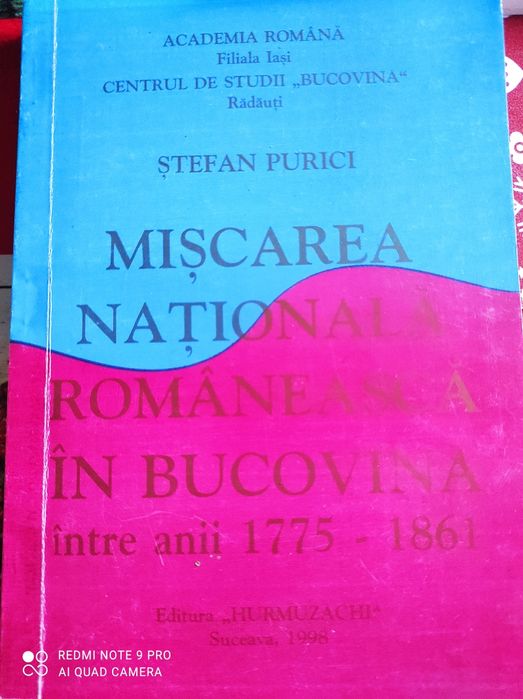 ACADEMIA ROMÂNĂ
Filiala Iași
CENTRUL DE STUDII „BUCOVINA“
Rădăuți
ȘTEFAN PURICI
MIȘCAREA
NAȚIONALĂ
ROMÂNEASCĂ
ÎN BUCOVINA
între anii 1775 - 1861
Editura „HURMUZACHI“
Suceava, 1998
REDMI NOTE 9 PRO
AI QUAD CAMERA